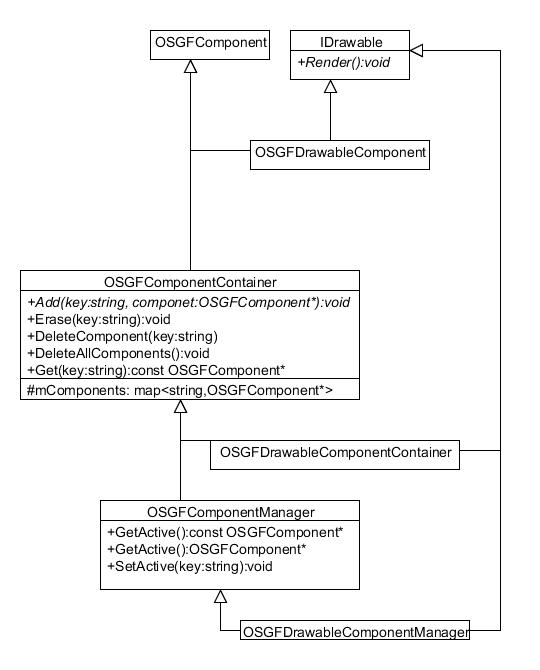 OSGFComponent
IDrawable
+Render():void
OSGFDrawableComponent
OSGFComponentContainer
+Add(key:string, componet:OSGFComponent*):void
+Erase(key:string):void
+DeleteComponent(key:string)
+DeleteAllComponents():void
+Get(key:string):const OSGFComponent*
#mComponents: map<string,OSGFComponent*>
OSGFDrawableComponentContainer
OSGFComponentManager
+GetActive():const OSGFComponent*
+GetActive():OSGFComponent*
+SetActive(key:string):void
OSGFDrawableComponentManager